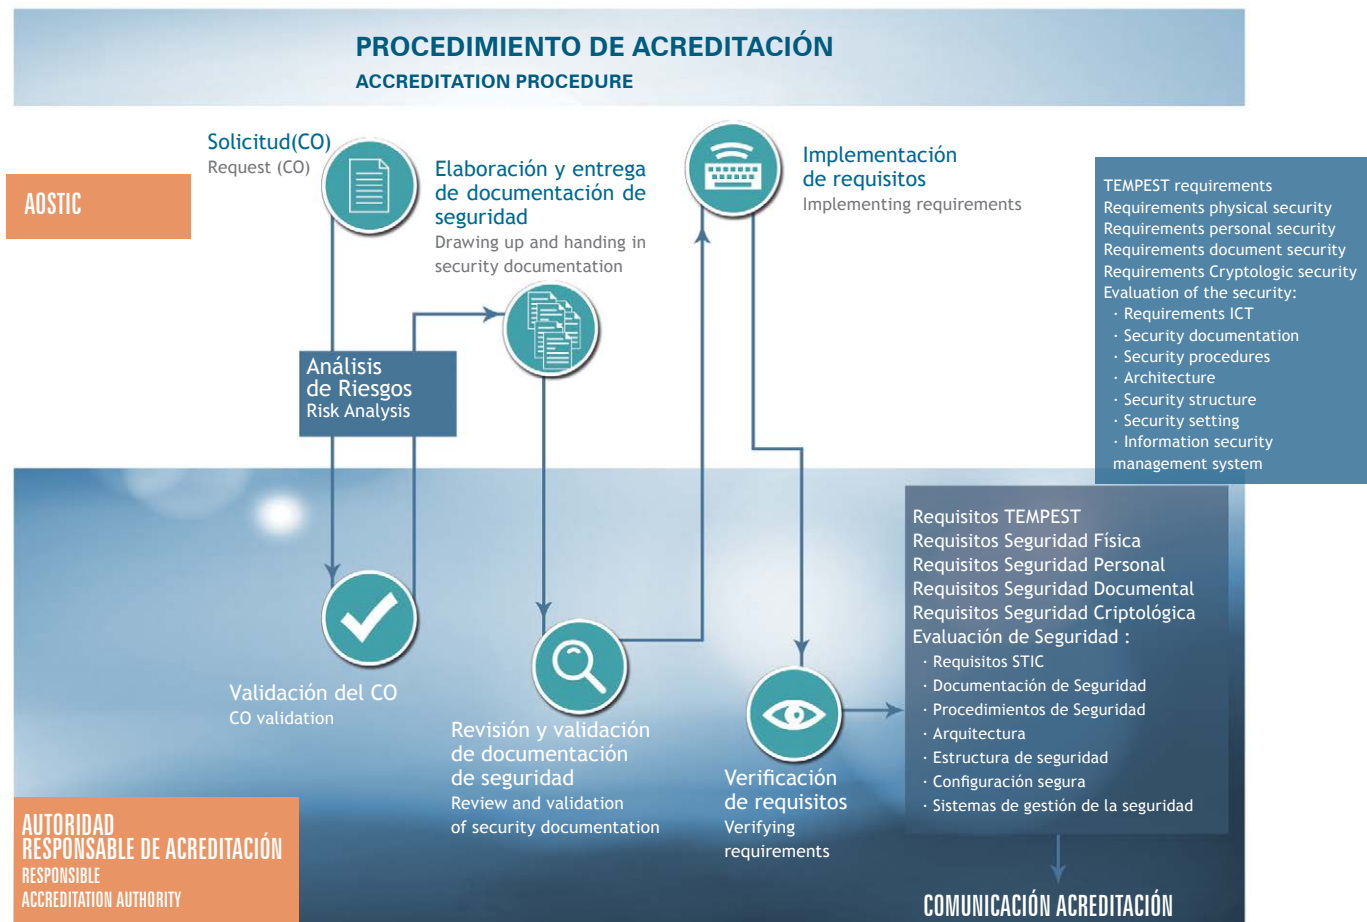 PROCEDIMIENTO DE ACREDITACIÓN
ACCREDITATION PROCEDURE
AOSTIC
Solicitud(CO)
Request (CO)
Elaboración y entrega
de documentación de
seguridad
Drawing up and handing in
security documentation
Implementación
de requisitos
Implementing requirements
TEMPEST requirements
Requirements physical security
Requirements personal security
Requirements document security
Requirements Cryptologic security
Evaluation of the security:
· Requirements ICT
· Security documentation
· Security procedures
· Architecture
· Security structure
· Security setting
· Information security
management system
Análisis
de Riesgos
Risk Analysis
Validación del CO
CO validation
Revisión y validación
de documentación
de seguridad
Review and validation
of security documentation
Verificación
de requisitos
Verifying
requirements
Requisitos TEMPEST
Requisitos Seguridad Física
Requisitos Seguridad Personal
Requisitos Seguridad Documental
Requisitos Seguridad Criptológica
Evaluación de Seguridad :
· Requisitos STIC
· Documentación de Seguridad
· Procedimientos de Seguridad
· Arquitectura
· Estructura de seguridad
· Configuración segura
· Sistemas de gestión de la seguridad
AUTORIDAD
RESPONSABLE DE ACREDITACIÓN
RESPONSIBLE
ACCREDITATION AUTHORITY
COMUNICACIÓN ACREDITACIÓN